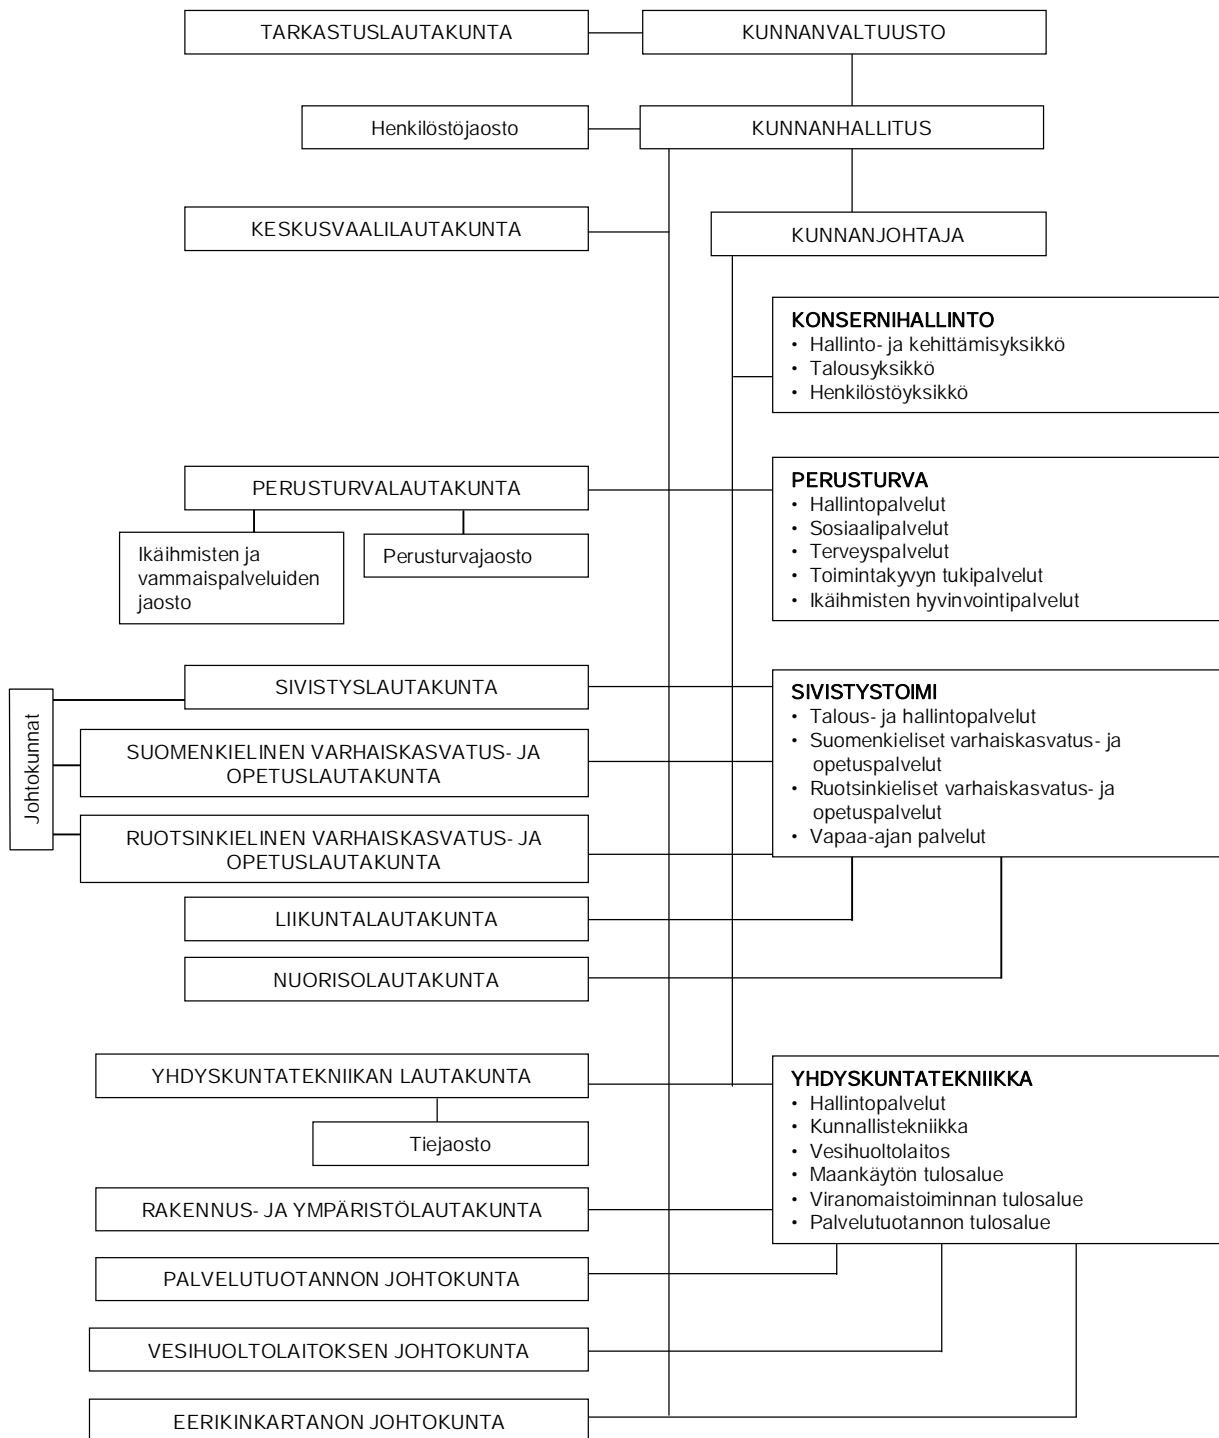 TARKASTUSLAUTAKUNTA
KUNNANVALTUUSTO
Henkilöstöjaosto
KUNNANHALLITUS
KESKUSVAALILAUTAKUNTA
KUNNANJOHTAJA
KONSERNIHALLINTO
• Hallinto- ja kehittämisyksikkö
• Talousyksikkö
• Henkilöstöyksikkö
PERUSTURVALAUTAKUNTA
Ikäihmisten ja
vammaispalveluiden
jaosto
Perusturvajaosto
PERUSTURVA
• Hallintopalvelut
• Sosiaalipalvelut
• Terveyspalvelut
• Toimintakyvyn tukipalvelut
• Ikäihmisten hyvinvointipalvelut
Johtokunnat
SIVISTYSLAUTAKUNTA
SUOMENKIELINEN VARHAISKASVATUS- JA
OPETUSLAUTAKUNTA
RUOTSINKIELINEN VARHAISKASVATUS- JA
OPETUSLAUTAKUNTA
LIIKUNTALAUTAKUNTA
NUORISOLAUTAKUNTA
SIVISTYSTOIMI
• Talous- ja hallintopalvelut
• Suomenkieliset varhaiskasvatus- ja
opetuspalvelut
• Ruotsinkieliset varhaiskasvatus- ja
opetuspalvelut
• Vapaa-ajan palvelut
YHDYSKUNTATEKNIIKAN LAUTAKUNTA
Tiejaosto
RAKENNUS- JA YMPÄRISTÖLAUTAKUNTA
PALVELUTUOTANNON JOHTOKUNTA
VESIHUOLTOLAITOKSEN JOHTOKUNTA
EERIKINKARTANON JOHTOKUNTA
YHDYSKUNTATEKNIIKKA
• Hallintopalvelut
• Kunnallistekniikka
• Vesihuoltolaitos
• Maankäytön tulosalue
• Viranomaistoiminnan tulosalue
• Palvelutuotannon tulosalue